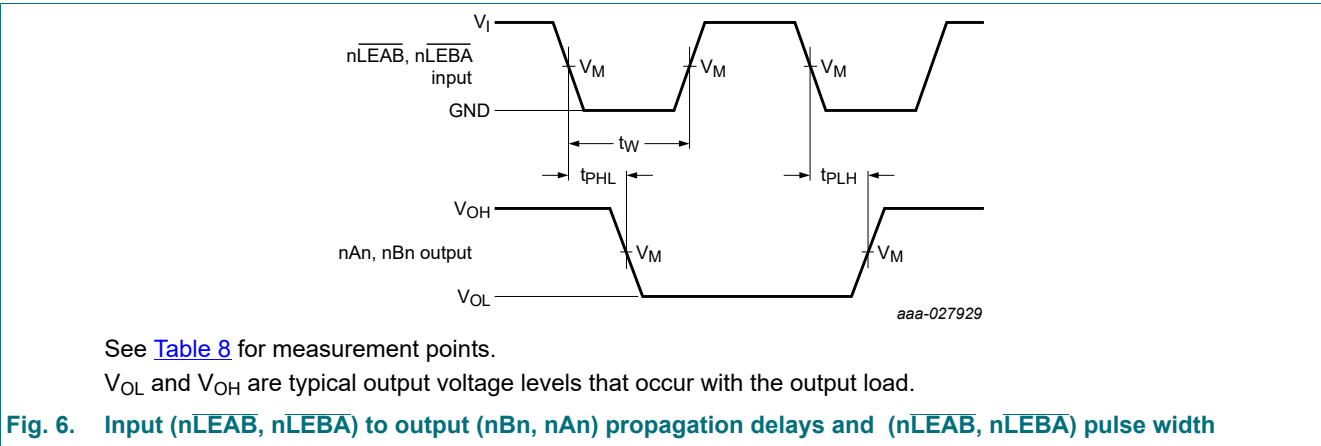 VI
nLEAB, nLEBA
input
VM
VM
VM
GND
tW
tPHL
tPLH
VOH
nAn, nBn output
VM
VM
VOL
aaa-027929
See Table 8 for measurement points.
VOL and VOH are typical output voltage levels that occur with the output load.
Fig. 6. Input (nLEAB, nLEBA) to output (nBn, nAn) propagation delays and (nLEAB, nLEBA) pulse width